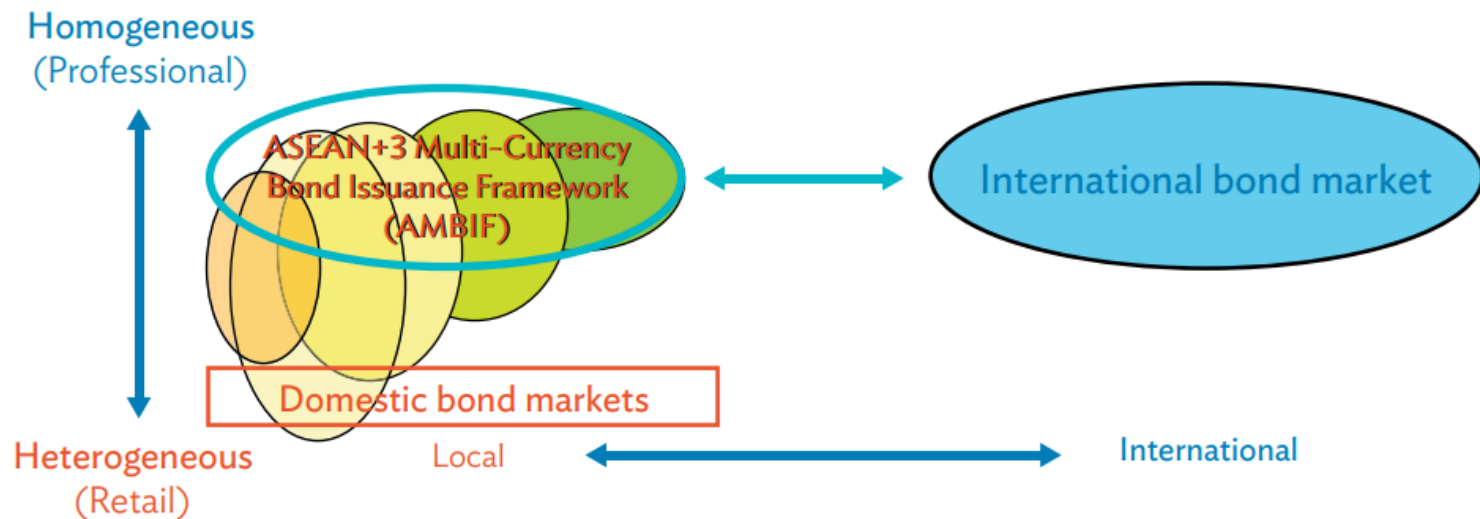 Homogeneous
(Professional)
ASEAN+3 Multi-Currency
Bond Issuance Framework
(AMBIF)
International bond market
Domestic bond markets
Heterogeneous
(Retail)
Local
International